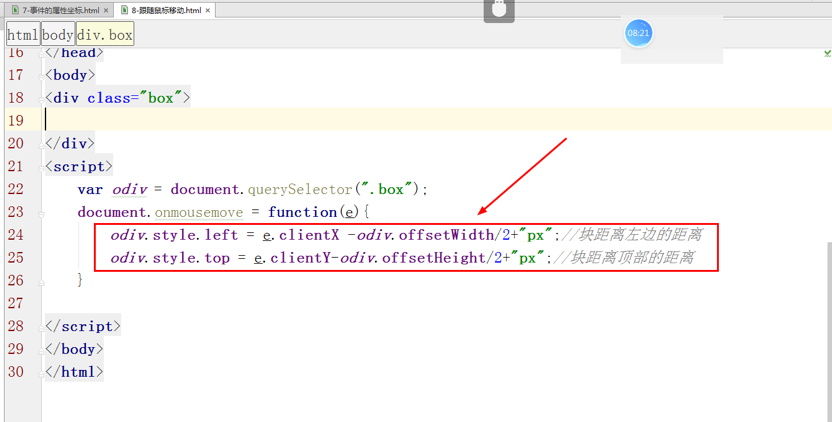 7-事件的属性坐标.html × 8-跟随鼠标移动.html ×
html body div.box
08:21
16 </head>
17 <body>
18 <div class="box">
19
20 </div>
21 <script>
22 var odiv = document.querySelector(".box");
23 document.onmousemove = function(e){
24 odiv.style.left = e.clientX -odiv.offsetWidth/2+"px";//块距离左边的距离
25 odiv.style.top = e.clientY-odiv.offsetHeight/2+"px";//块距离顶部的距离
26 }
27
28 </script>
29 </body>
30 </html>